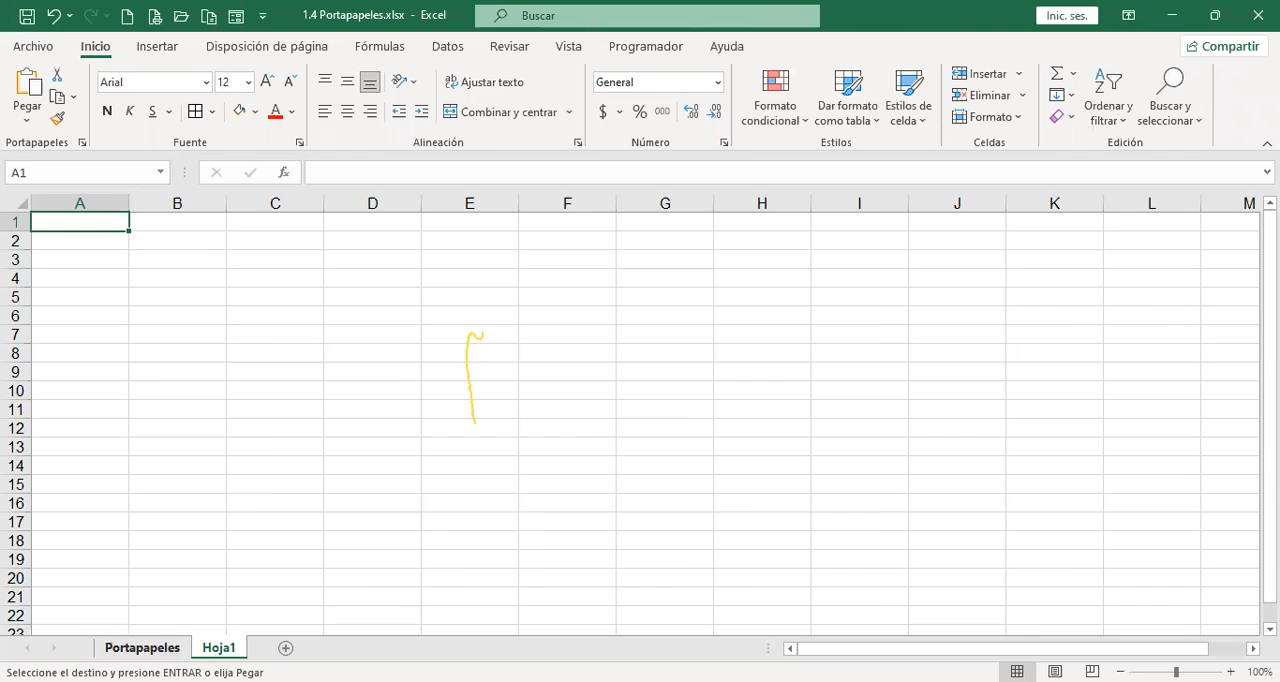 1.4 Portapapeles.xlsx - Excel
Buscar
Inic. ses.
Archivo Inicio Insertar Disposición de página Fórmulas Datos Revisar Vista Programador Ayuda
Compartir
Pegar
Arial 12
N K S
Ajustar texto
Combinar y centrar
General
$ % 000
Formato condicional
Dar formato como tabla
Estilos de celda
Insertar
Eliminar
Formato
Ordenar y filtrar
Buscar y seleccionar
Portapapeles Fuente Alineación Número Estilos Celdas Edición
A1 fx
A B C D E F G H I J K L M
1
2
3
4
5
6
7
8
9
10
11
12
13
14
15
16
17
18
19
20
21
22
23
Portapapeles Hoja1
Seleccione el destino y presione ENTRAR o elija Pegar
100%